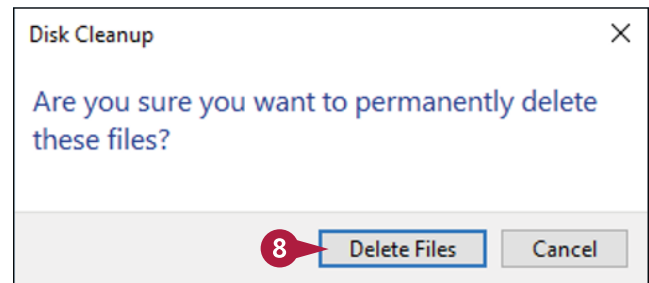 Disk Cleanup
Are you sure you want to permanently delete
these files?
8 Delete Files Cancel